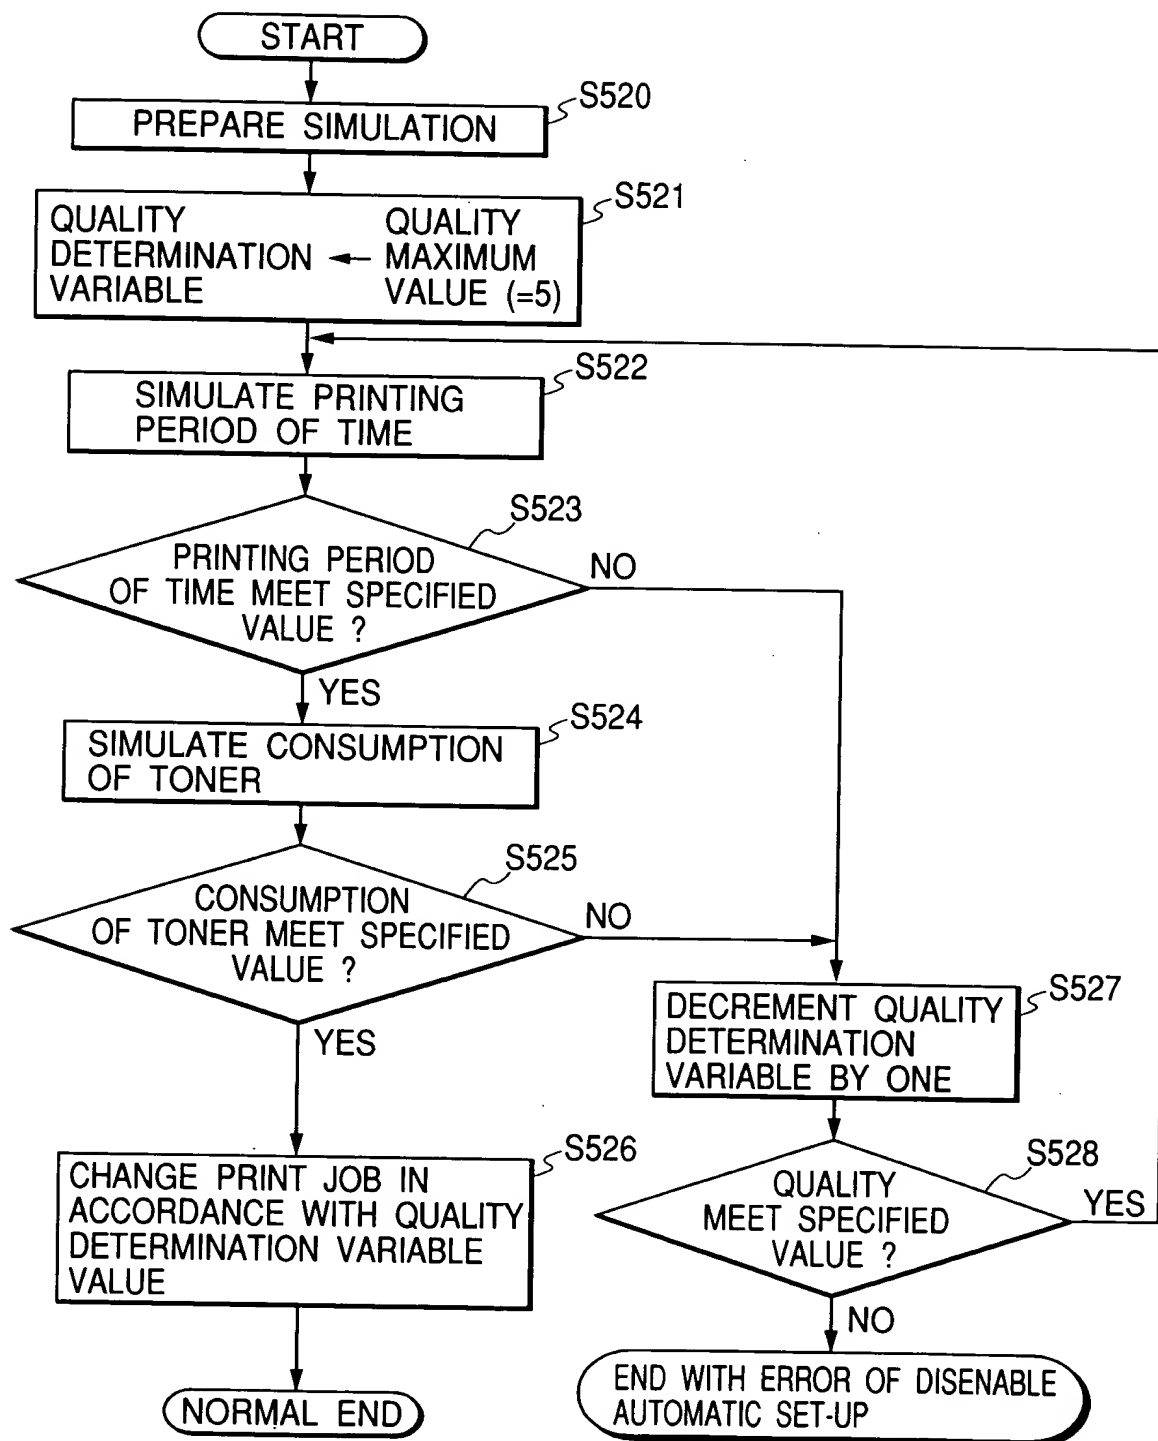 START
S520
PREPARE SIMULATION
S521
QUALITY
DETERMINATION
VARIABLE
←
QUALITY
MAXIMUM
VALUE (=5)
S522
SIMULATE PRINTING
PERIOD OF TIME
S523
PRINTING PERIOD
OF TIME MEET SPECIFIED
VALUE ?
NO
YES
S524
SIMULATE CONSUMPTION
OF TONER
S525
CONSUMPTION
OF TONER MEET SPECIFIED
VALUE ?
NO
YES
S527
DECREMENT QUALITY
DETERMINATION
VARIABLE BY ONE
S526
CHANGE PRINT JOB IN
ACCORDANCE WITH QUALITY
DETERMINATION VARIABLE
VALUE
S528
QUALITY
MEET SPECIFIED
VALUE ?
YES
NO
NORMAL END
END WITH ERROR OF DISENABLE
AUTOMATIC SET-UP